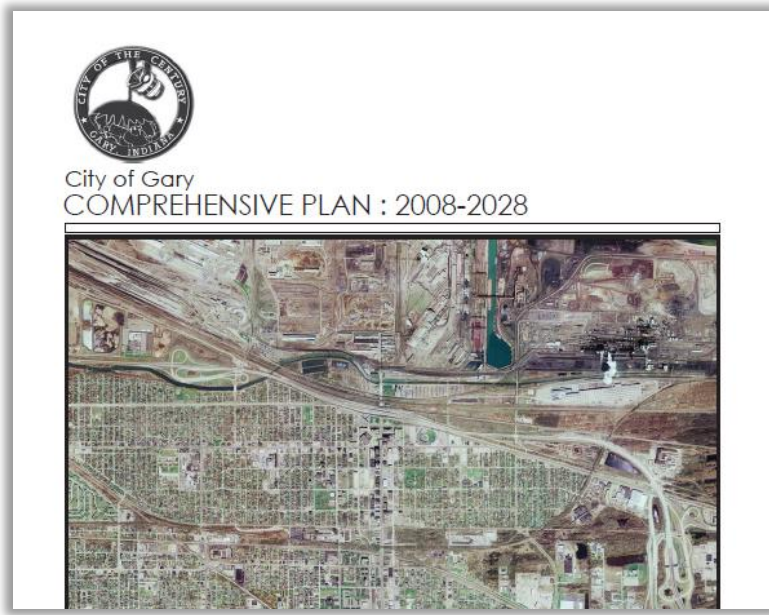 CITY OF THE CENTURY
GARY, INDIANA
City of Gary
COMPREHENSIVE PLAN : 2008-2028